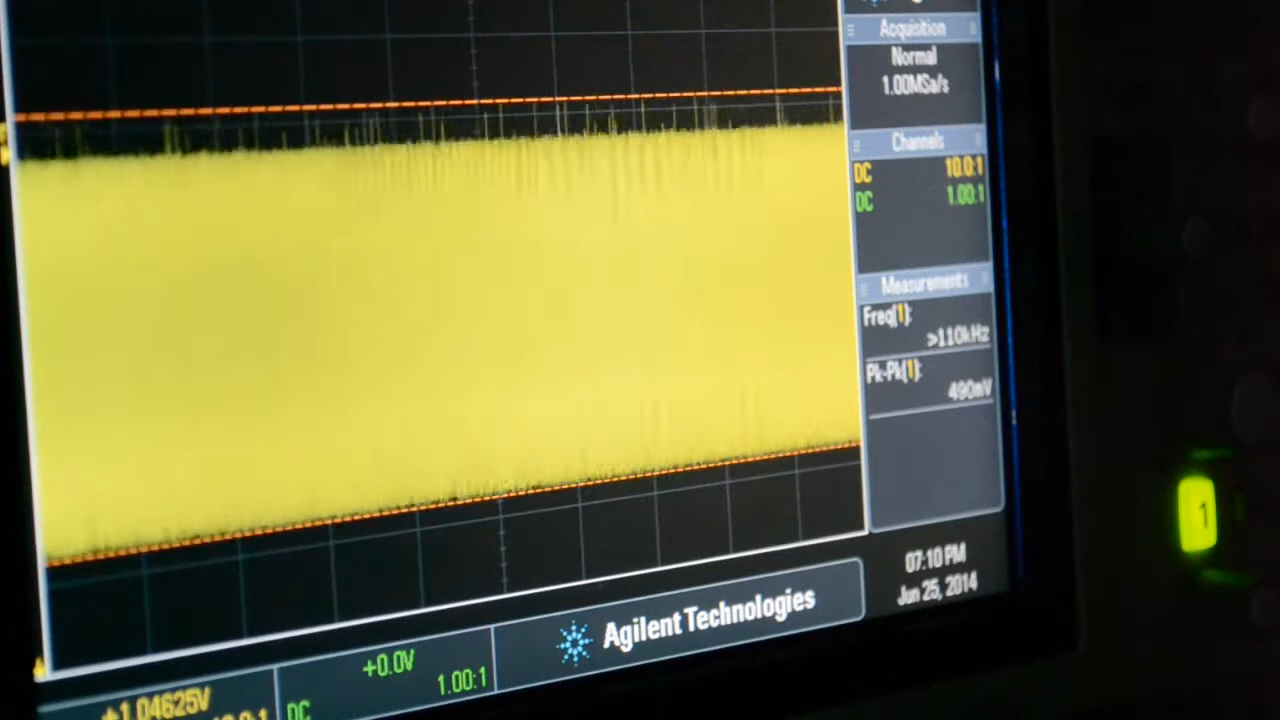 Acquisition
Normal
1.00MSa/s
Channels
DC 10.0:1
DC 1.00:1
Measurements
Freq(1):
>110kHz
Pk-Pk(1):
490mV
07:10 PM
Jun 25, 2014
Agilent Technologies
+0.0V
1.00:1
DC
+1.04625V
1